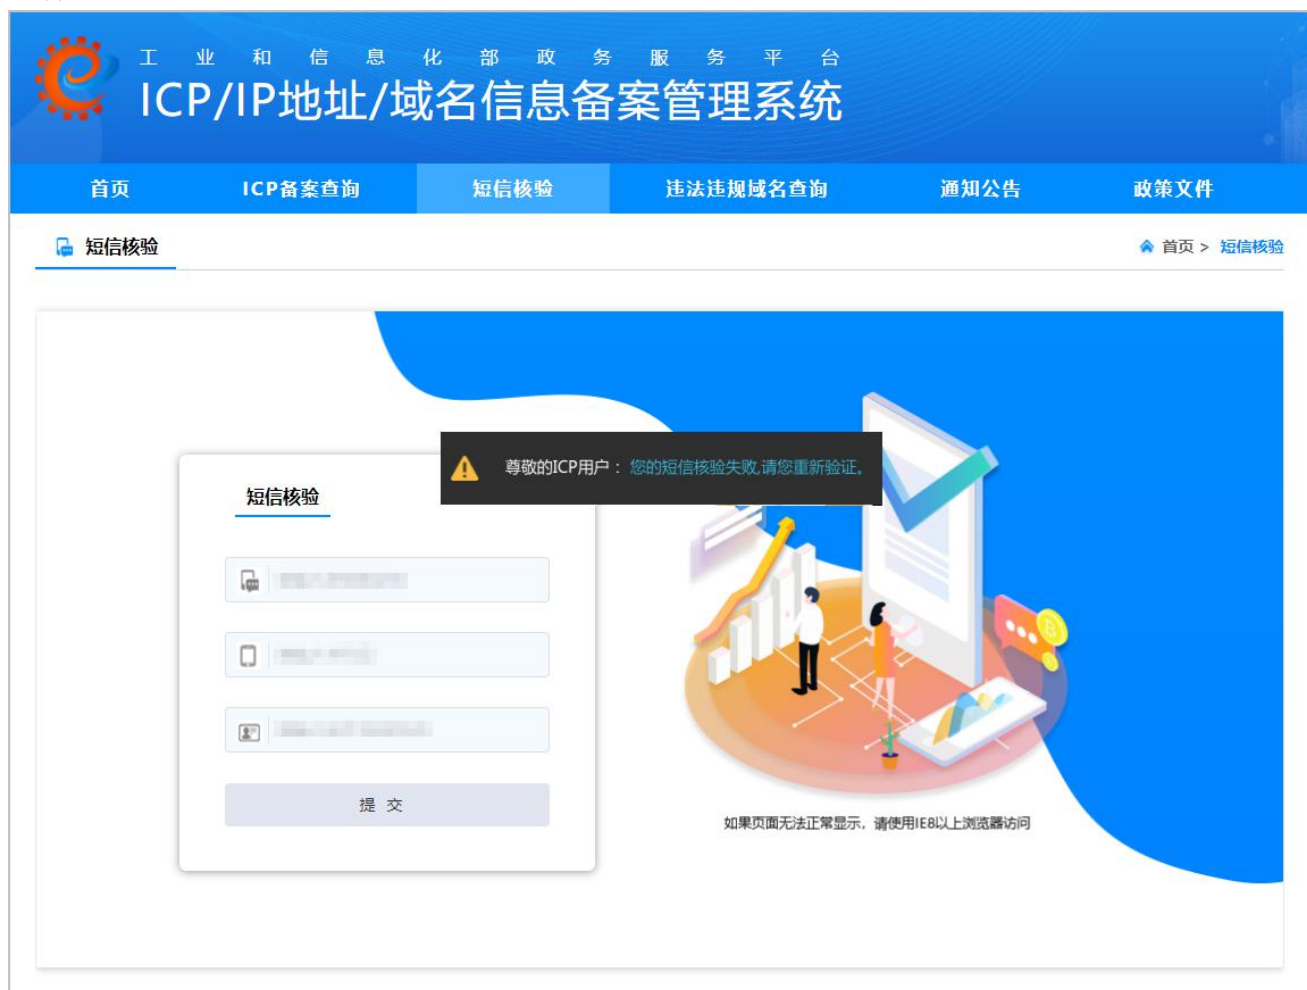 工业和信息化部政务服务平台
ICP/IP地址/域名信息备案管理系统
首页 ICP备案查询 短信核验 违法违规域名查询 通知公告 政策文件
短信核验 首页 > 短信核验
尊敬的ICP用户：您的短信核验失败,请您重新验证。
短信核验
提 交
如果页面无法正常显示，请使用IE8以上浏览器访问